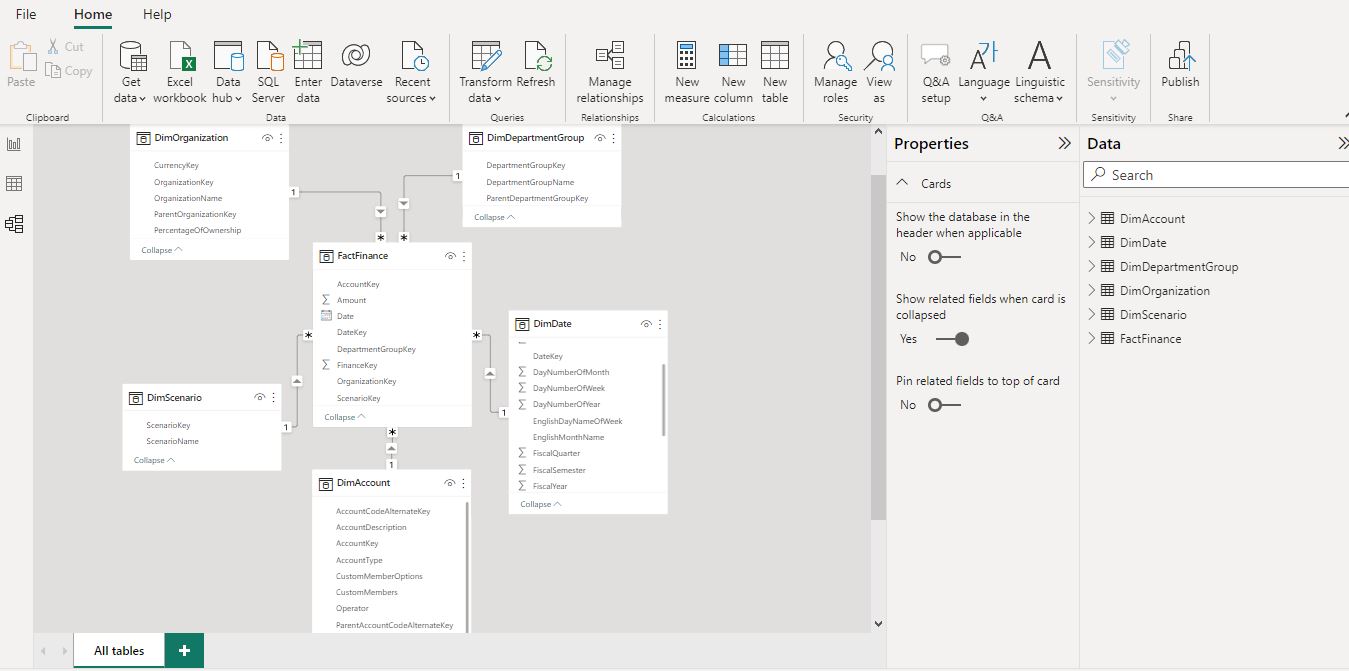 File Home Help
Paste
Cut
Copy
Clipboard
Get data
Excel workbook
Data hub
SQL Server
Enter data
Dataverse
Recent sources
Data
Transform data
Refresh
Queries
Manage relationships
Relationships
New measure
New column
New table
Calculations
Manage roles
View as
Security
Q&A setup
Language
Linguistic schema
Q&A
Sensitivity
Sensitivity
Publish
Share
DimOrganization
CurrencyKey
OrganizationKey
OrganizationName
ParentOrganizationKey
PercentageOfOwnership
Collapse
1
*
DimDepartmentGroup
DepartmentGroupKey
DepartmentGroupName
ParentDepartmentGroupKey
Collapse
1
*
FactFinance
AccountKey
Σ Amount
Date
DateKey
DepartmentGroupKey
Σ FinanceKey
OrganizationKey
ScenarioKey
Collapse
*
*
DimDate
DateKey
Σ DayNumberOfMonth
Σ DayNumberOfWeek
Σ DayNumberOfYear
EnglishDayNameOfWeek
EnglishMonthName
Σ FiscalQuarter
Σ FiscalSemester
Σ FiscalYear
Collapse
1
DimScenario
ScenarioKey
ScenarioName
Collapse
1
*
1
DimAccount
AccountCodeAlternateKey
AccountDescription
AccountKey
AccountType
CustomMemberOptions
CustomMembers
Operator
ParentAccountCodeAlternateKey
All tables
+
Properties
Cards
Show the database in the
header when applicable
No
Show related fields when card is
collapsed
Yes
Pin related fields to top of card
No
Data
Search
DimAccount
DimDate
DimDepartmentGroup
DimOrganization
DimScenario
FactFinance